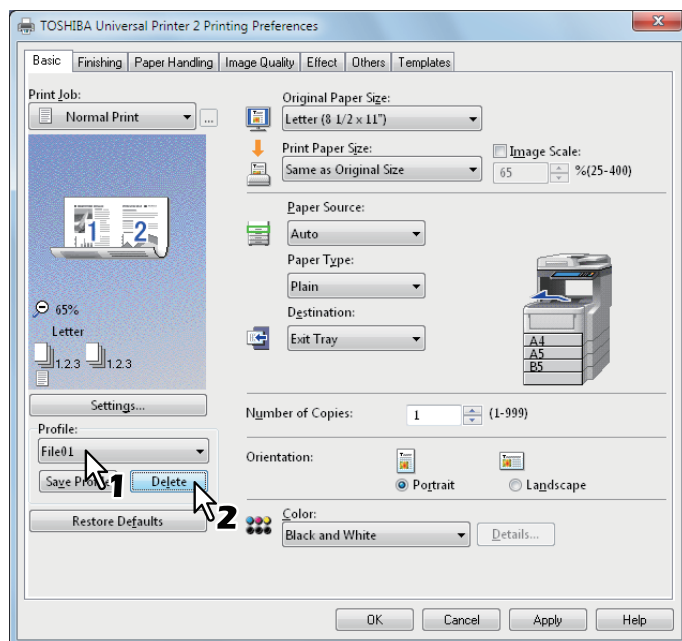 TOSHIBA Universal Printer 2 Printing Preferences
Basic Finishing Paper Handling Image Quality Effect Others Templates
Print Job:
Normal Print ...
1 2
65%
Letter
1.2.3 1.2.3
Settings...
Profile:
File01
Save Profile Delete
1 2
Restore Defaults
Original Paper Size:
Letter (8 1/2 x 11")
Print Paper Size:
Same as Original Size
Image Scale:
65 %(25-400)
Paper Source:
Auto
Paper Type:
Plain
Destination:
Exit Tray
A4
A5
B5
Number of Copies: 1 (1-999)
Orientation:
Portrait Landscape
Color:
Black and White Details...
OK Cancel Apply Help